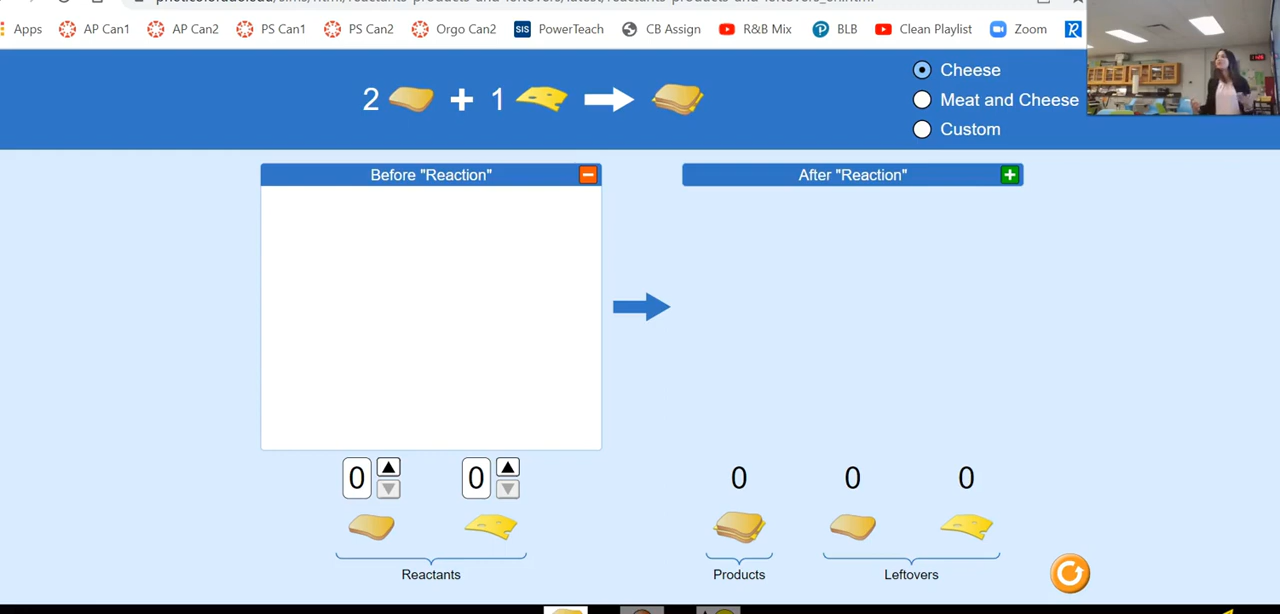 Apps AP Can1 AP Can2 PS Can1 PS Can2 Orgo Can2 SIS PowerTeach CB Assign R&B Mix BLB Clean Playlist Zoom
2 + 1
Cheese
Meat and Cheese
Custom
Before "Reaction"
After "Reaction"
0 0 0 0 0
Reactants Products Leftovers